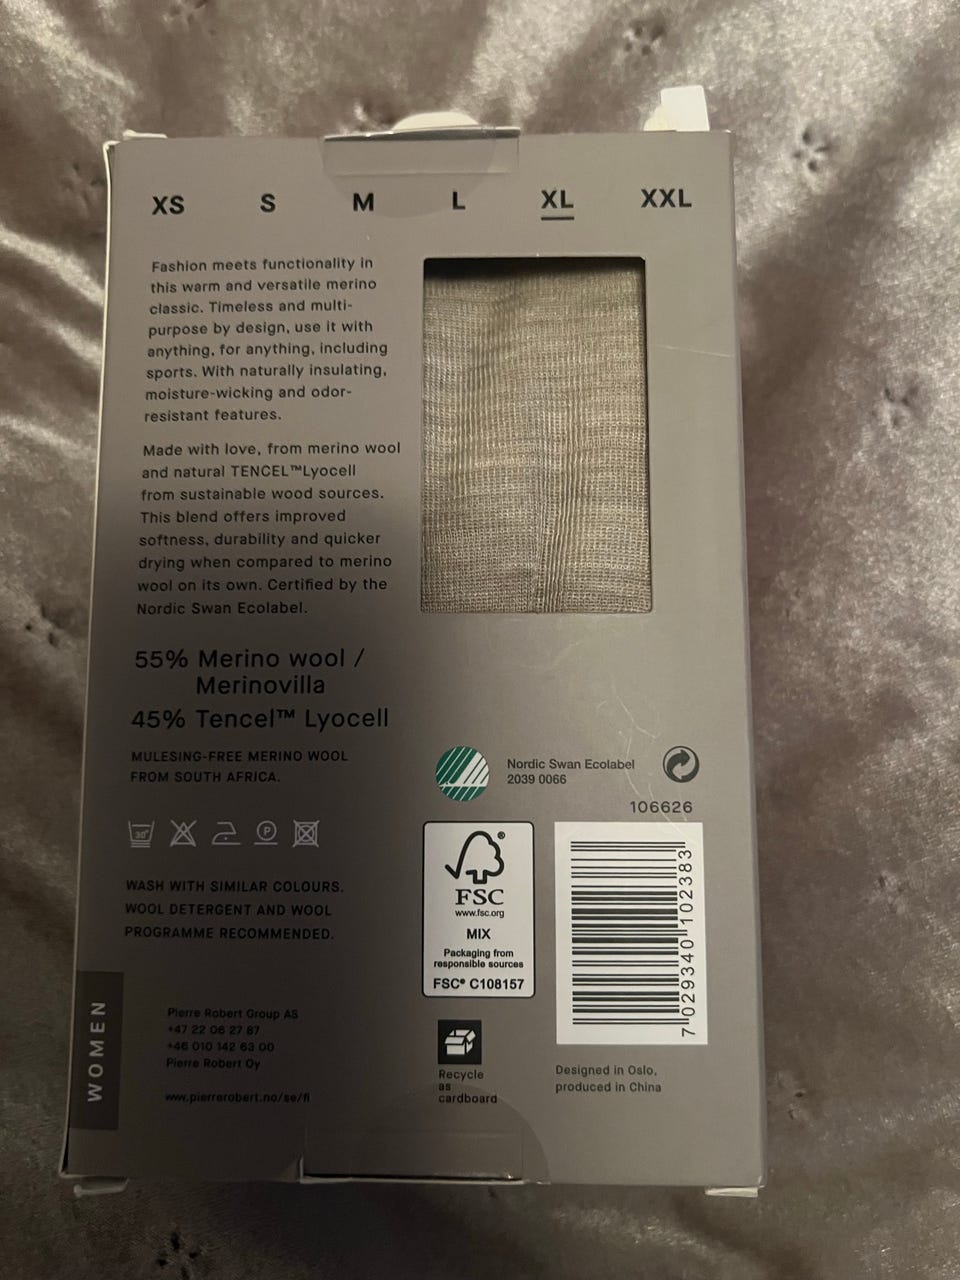 XS S M L XL XXL
Fashion meets functionality in
this warm and versatile merino
classic. Timeless and multi-
purpose by design, use it with
anything, for anything, including
sports. With naturally insulating,
moisture-wicking and odor-
resistant features.
Made with love, from merino wool
and natural TENCEL™Lyocell
from sustainable wood sources.
This blend offers improved
softness, durability and quicker
drying when compared to merino
wool on its own. Certified by the
Nordic Swan Ecolabel.
55% Merino wool /
Merinovilla
45% Tencel™ Lyocell
MULESING-FREE MERINO WOOL
FROM SOUTH AFRICA.
30°
P
WASH WITH SIMILAR COLOURS.
WOOL DETERGENT AND WOOL
PROGRAMME RECOMMENDED.
WOMEN
Pierre Robert Group AS
+47 22 06 27 87
+46 010 142 63 00
Pierre Robert Oy
www.pierrerobert.no/se/fi
Nordic Swan Ecolabel
2039 0066
106626
®
FSC
www.fsc.org
MIX
Packaging from
responsible sources
FSC® C108157
7 029340 102383
Recycle
as
cardboard
Designed in Oslo,
produced in China